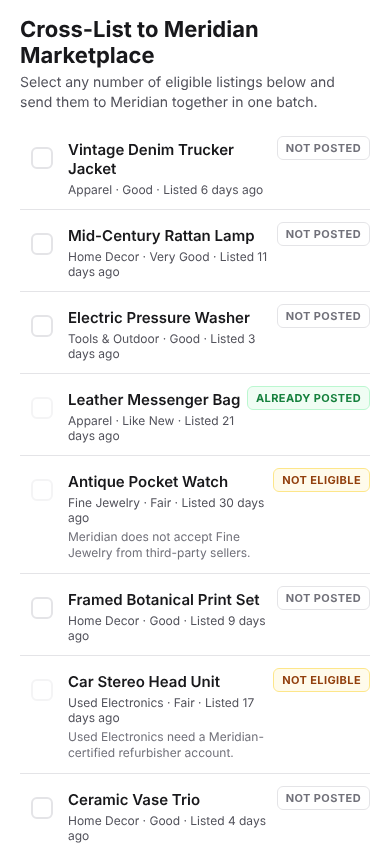 Cross-List to Meridian
Marketplace
Select any number of eligible listings below and
send them to Meridian together in one batch.
Vintage Denim Trucker
Jacket
NOT POSTED
Apparel · Good · Listed 6 days ago
Mid-Century Rattan Lamp
NOT POSTED
Home Decor · Very Good · Listed 11
days ago
Electric Pressure Washer
NOT POSTED
Tools & Outdoor · Good · Listed 3
days ago
Leather Messenger Bag
ALREADY POSTED
Apparel · Like New · Listed 21
days ago
Antique Pocket Watch
NOT ELIGIBLE
Fine Jewelry · Fair · Listed 30 days
ago
Meridian does not accept Fine
Jewelry from third-party sellers.
Framed Botanical Print Set
NOT POSTED
Home Decor · Good · Listed 9 days
ago
Car Stereo Head Unit
NOT ELIGIBLE
Used Electronics · Fair · Listed 17
days ago
Used Electronics need a Meridian-
certified refurbisher account.
Ceramic Vase Trio
NOT POSTED
Home Decor · Good · Listed 4 days
ago